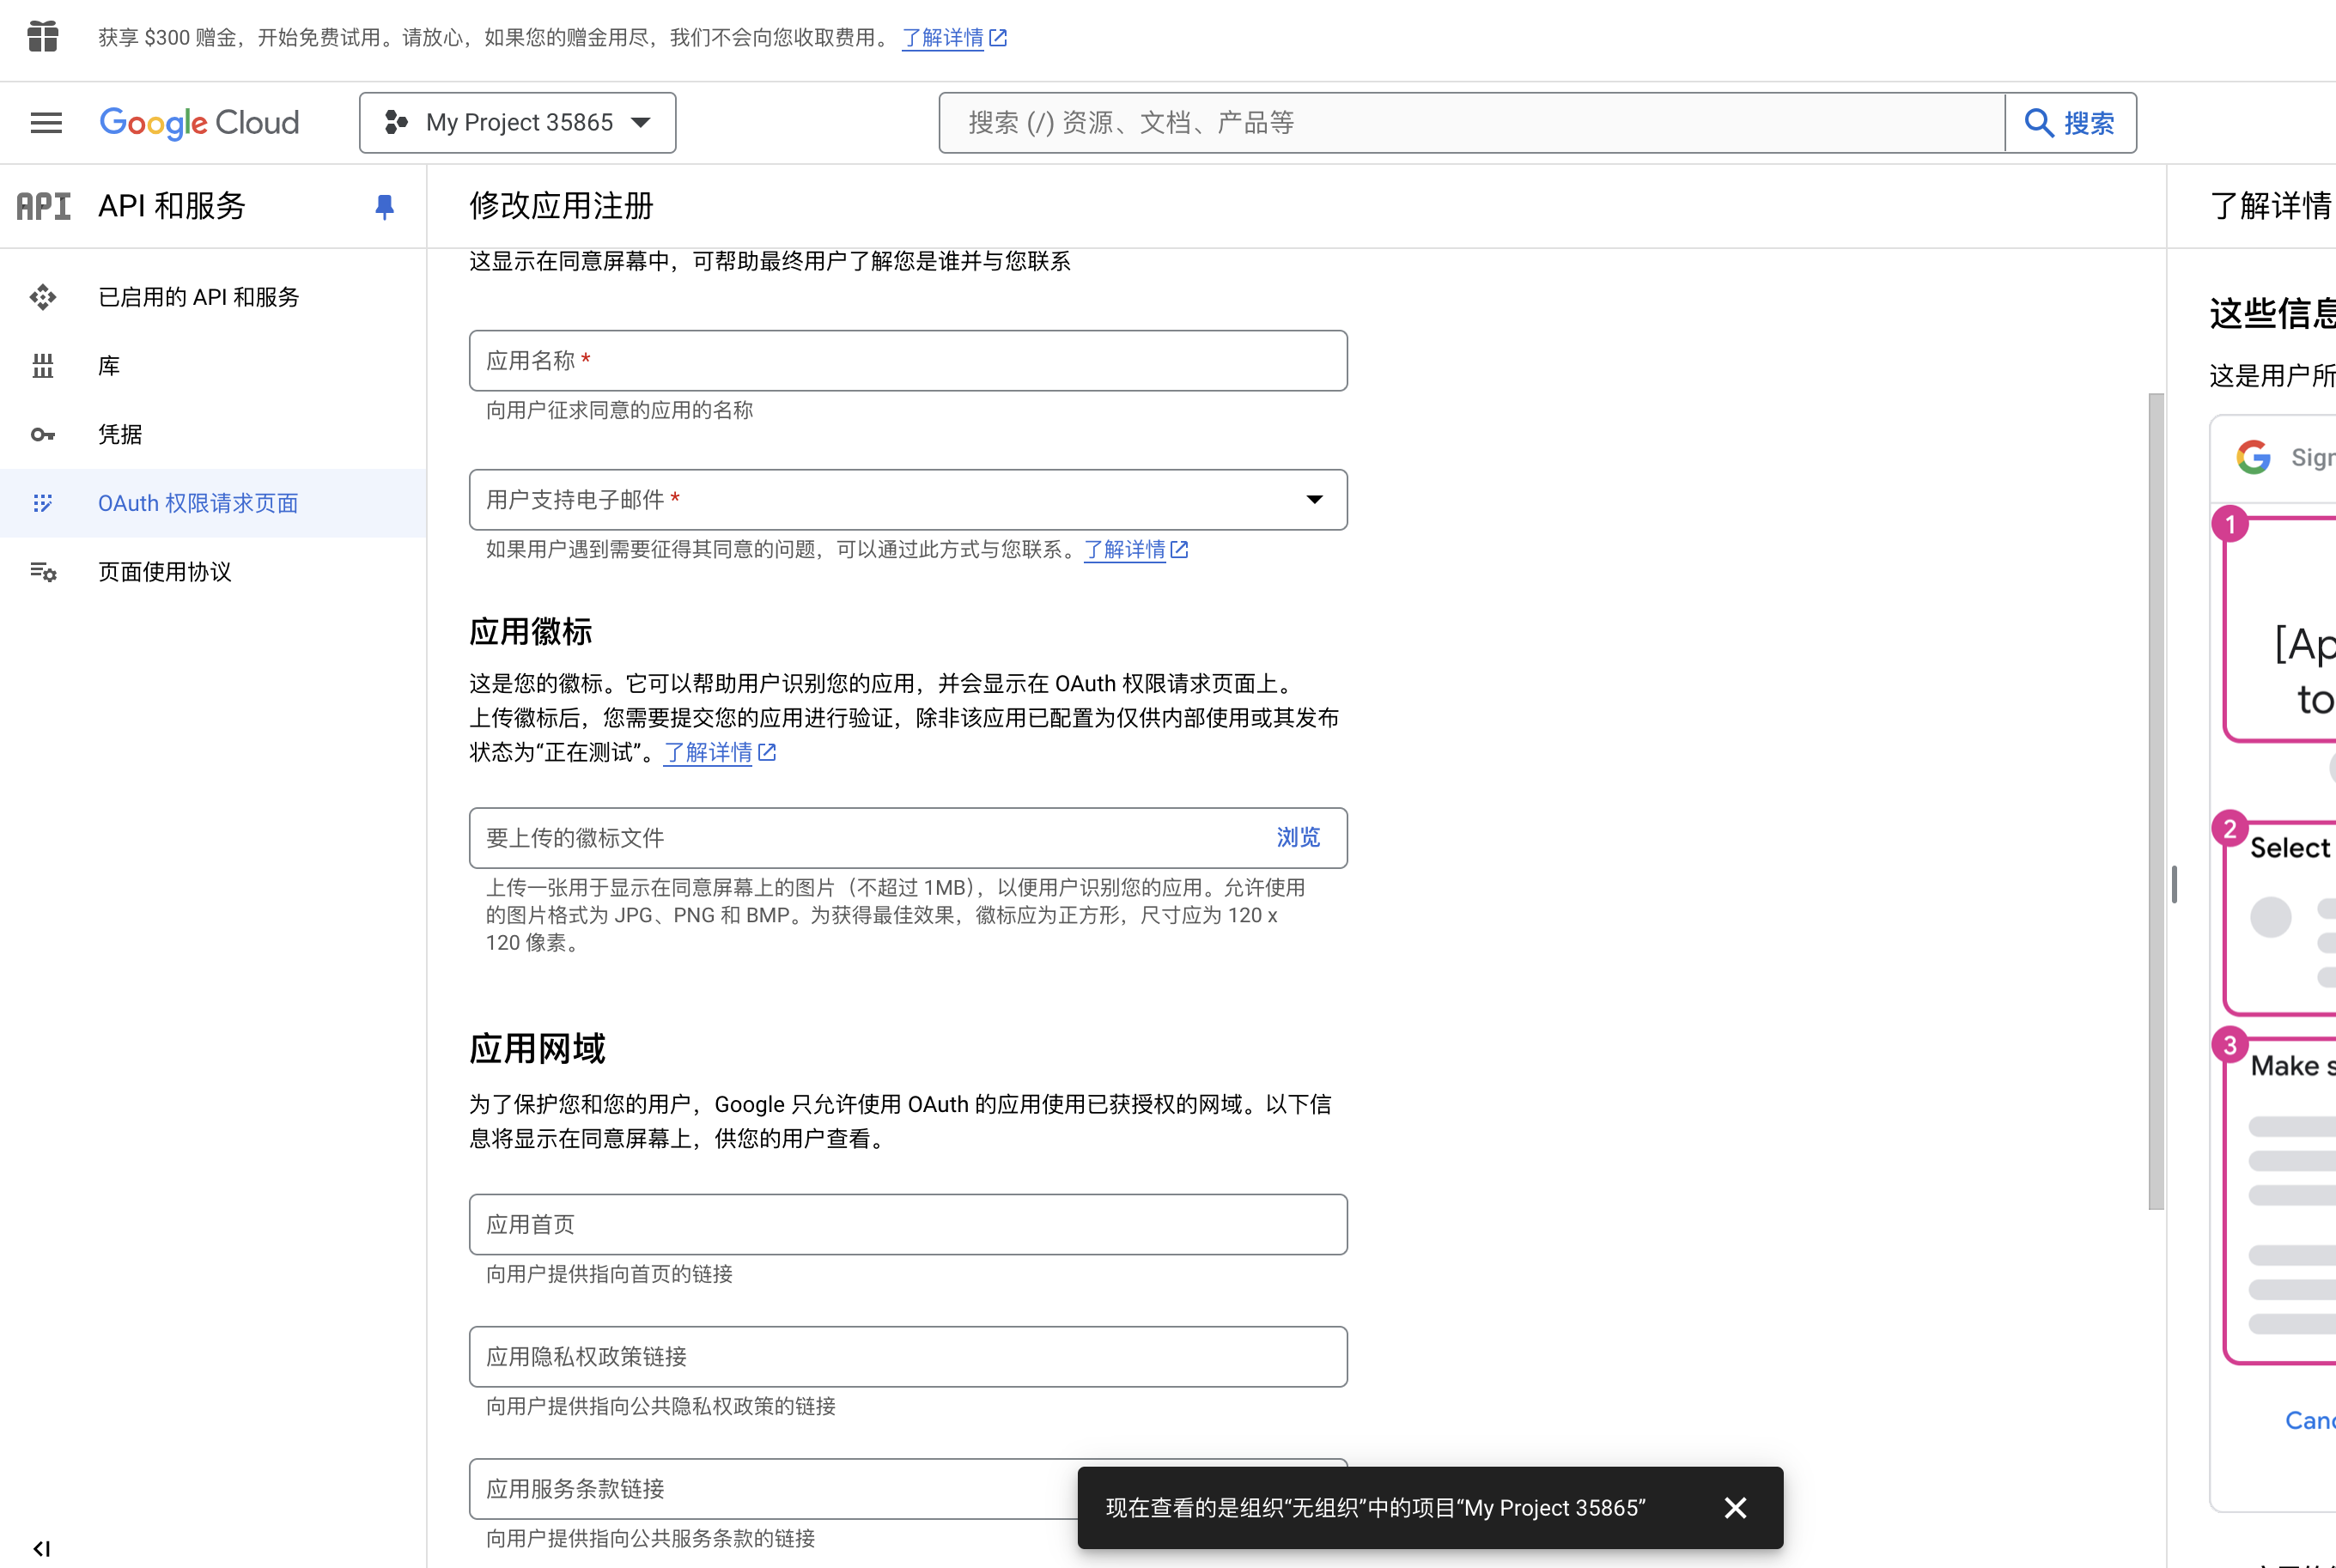 获享 $300 赠金，开始免费试用。请放心，如果您的赠金用尽，我们不会向您收取费用。 了解详情
Google Cloud
My Project 35865
搜索 (/) 资源、文档、产品等
搜索
API API 和服务
已启用的 API 和服务
库
凭据
OAuth 权限请求页面
页面使用协议
修改应用注册
这显示在同意屏幕中，可帮助最终用户了解您是谁并与您联系
应用名称 *
向用户征求同意的应用的名称
用户支持电子邮件 *
如果用户遇到需要征得其同意的问题，可以通过此方式与您联系。了解详情
应用徽标
这是您的徽标。它可以帮助用户识别您的应用，并会显示在 OAuth 权限请求页面上。
上传徽标后，您需要提交您的应用进行验证，除非该应用已配置为仅供内部使用或其发布
状态为“正在测试”。了解详情
要上传的徽标文件
浏览
上传一张用于显示在同意屏幕上的图片（不超过 1MB），以便用户识别您的应用。允许使用
的图片格式为 JPG、PNG 和 BMP。为获得最佳效果，徽标应为正方形，尺寸应为 120 x
120 像素。
应用网域
为了保护您和您的用户，Google 只允许使用 OAuth 的应用使用已获授权的网域。以下信
息将显示在同意屏幕上，供您的用户查看。
应用首页
向用户提供指向首页的链接
应用隐私权政策链接
向用户提供指向公共隐私权政策的链接
应用服务条款链接
向用户提供指向公共服务条款的链接
现在查看的是组织“无组织”中的项目“My Project 35865”
了解详情
这些信息
这是用户所
Sign
1
[Ap
to
2
Select
3
Make s
Canc